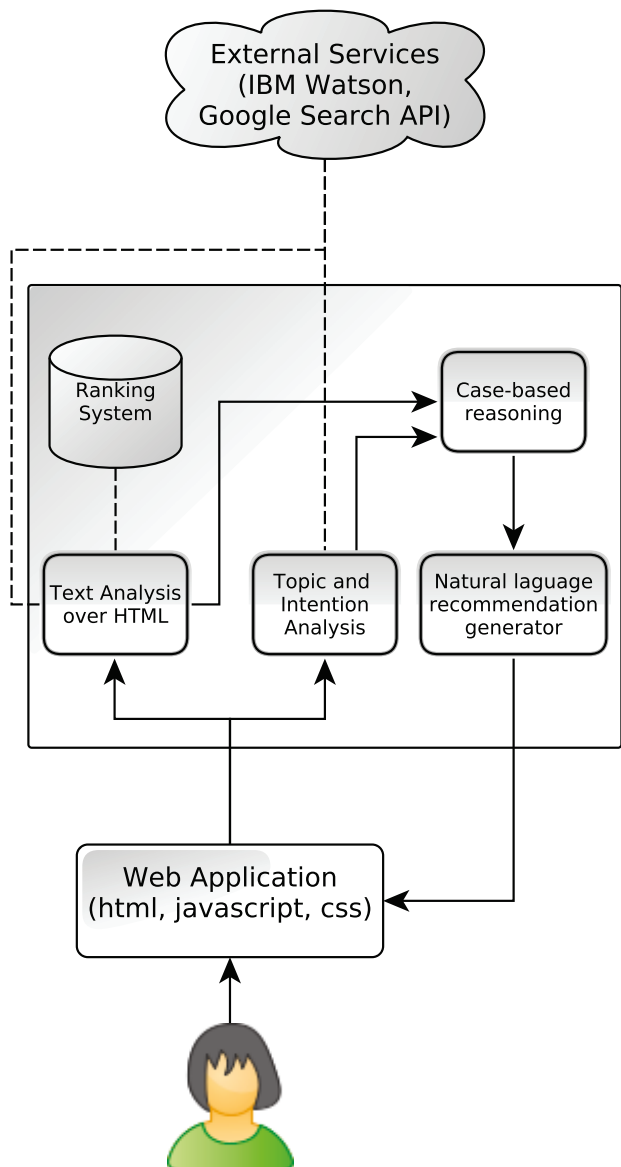 External Services
(IBM Watson,
Google Search API)
Ranking
System
Case-based
reasoning
Text Analysis
over HTML
Topic and
Intention
Analysis
Natural laguage
recommendation
generator
Web Application
(html, javascript, css)